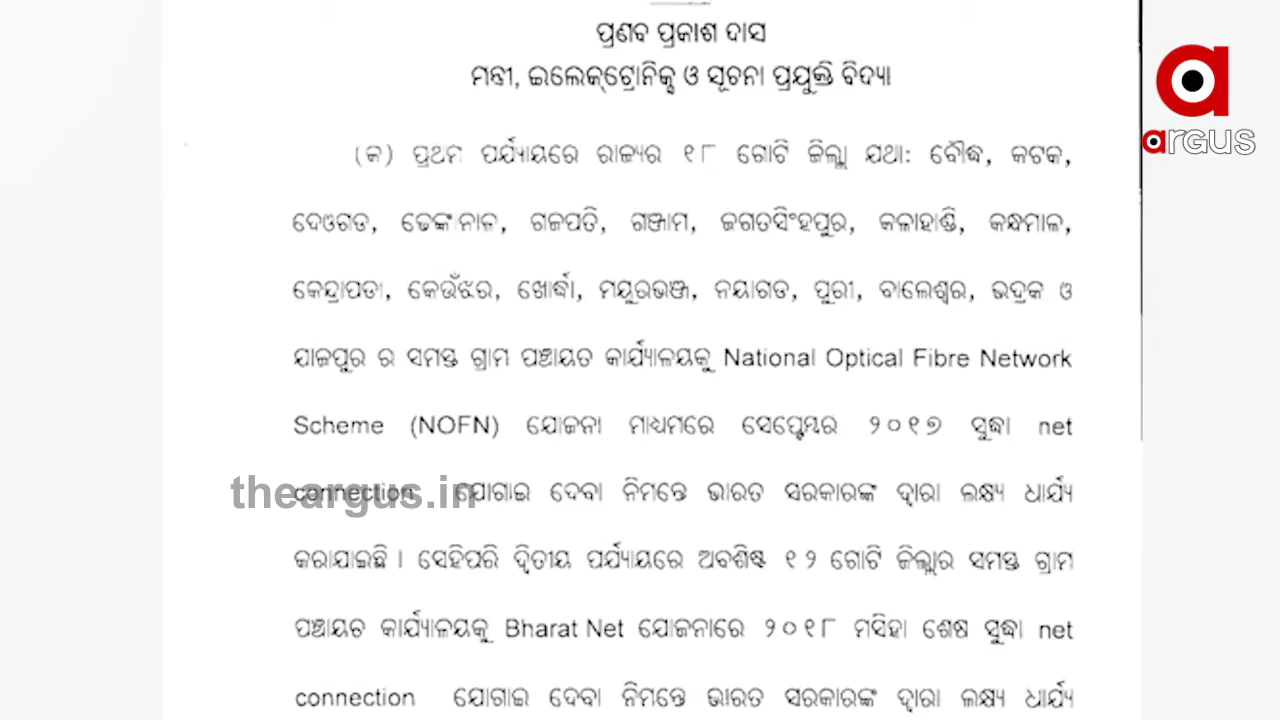 ପ୍ରଣବ ପ୍ରକାଶ ଦାସ
ମନ୍ତ୍ରୀ, ଇଲେକ୍ଟ୍ରୋନିକ୍ସ ଓ ସୂଚନା ପ୍ରଯୁକ୍ତି ବିଦ୍ୟା
(କ) ପ୍ରଥମ ପର୍ଯ୍ୟାୟରେ ରାଜ୍ୟର ୧୮ ଗୋଟି ଜିଲ୍ଲା ଯଥା: ବୌଦ୍ଧ, କଟକ,
ଦେଓଗଡ, ଢେଙ୍କାନାଳ, ଗଜପତି, ଗଞ୍ଜାମ, ଜଗତସିଂହପୁର, କଳାହାଣ୍ଡି, କନ୍ଧମାଳ,
କେନ୍ଦ୍ରାପଡା, କେଉଁଝର, ଖୋର୍ଦ୍ଧା, ମୟୁରଭଞ୍ଜ, ନୟାଗଡ, ପୁରୀ, ବାଲେଶ୍ଵର, ଭଦ୍ରକ ଓ
ଯାଜପୁର ର ସମସ୍ତ ଗ୍ରାମ ପଞ୍ଚାୟତ କାର୍ଯ୍ୟାଳୟକୁ National Optical Fibre Network
Scheme (NOFN) ଯୋଜନା ମାଧ୍ୟମରେ ସେପ୍ଟେମ୍ବର ୨୦୧୭ ସୁଦ୍ଧା net
connection ଯୋଗାଇ ଦେବା ନିମନ୍ତେ ଭାରତ ସରକାରଙ୍କ ଦ୍ୱାରା ଲକ୍ଷ୍ୟ ଧାର୍ଯ୍ୟ
କରାଯାଇଛି । ସେହିପରି ଦ୍ୱିତୀୟ ପର୍ଯ୍ୟାୟରେ ଅବଶିଷ୍ଟ ୧୨ ଗୋଟି ଜିଲ୍ଲାର ସମସ୍ତ ଗ୍ରାମ
ପଞ୍ଚାୟତ କାର୍ଯ୍ୟାଳୟକୁ Bharat Net ଯୋଜନାରେ ୨୦୧୮ ମସିହା ଶେଷ ସୁଦ୍ଧା net
connection ଯୋଗାଇ ଦେବା ନିମନ୍ତେ ଭାରତ ସରକାରଙ୍କ ଦ୍ୱାରା ଲକ୍ଷ୍ୟ ଧାର୍ଯ୍ୟ
theargus.in
argus